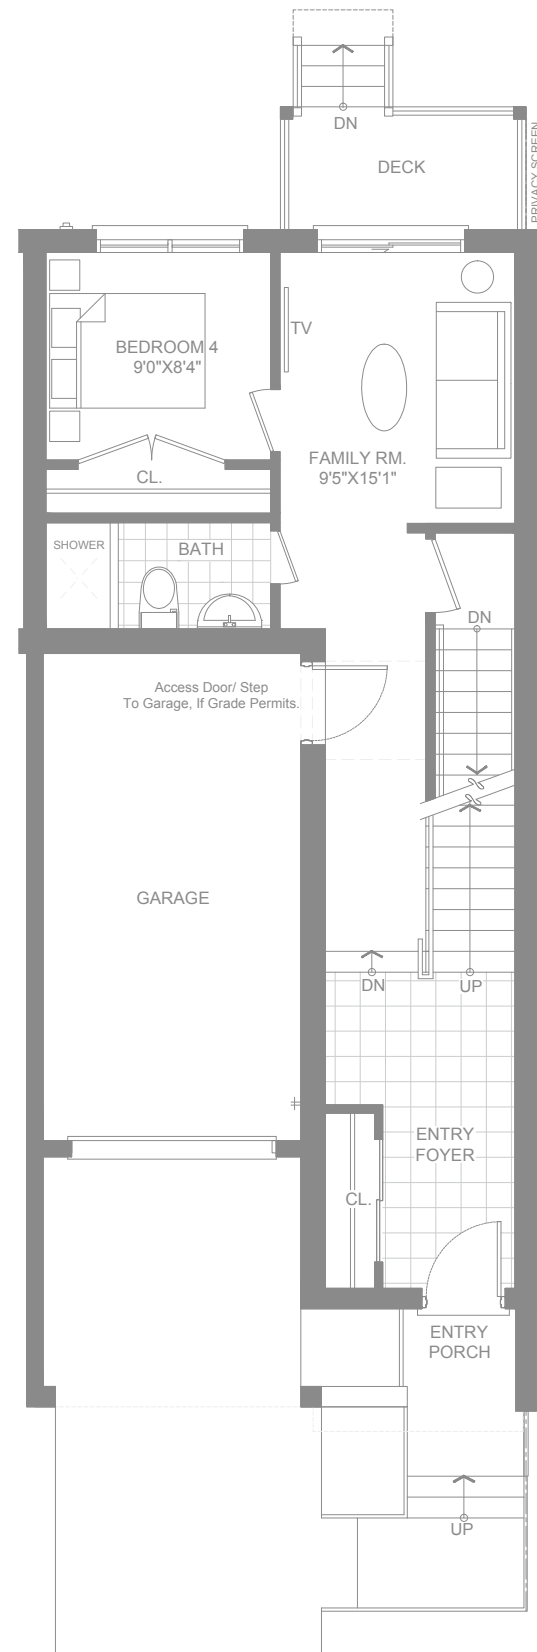 DN
DECK
PRIVACY SCREEN
BEDROOM 4
9'0"X8'4"
TV
FAMILY RM.
9'5"X15'1"
CL.
SHOWER
BATH
DN
Access Door/ Step
To Garage, If Grade Permits.
GARAGE
DN
UP
ENTRY
FOYER
CL.
ENTRY
PORCH
UP